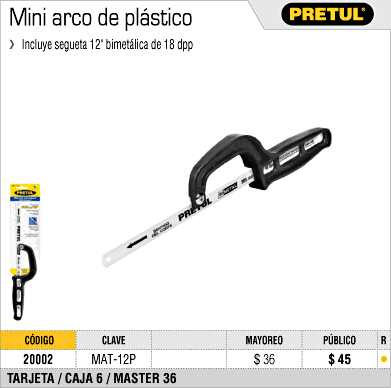 Mini arco de plástico
PRETUL®
❯ Incluye segueta 12" bimetálica de 18 dpp
PRETUL
PRETUL
CÓDIGO CLAVE MAYOREO PÚBLICO R
20002 MAT-12P $ 36 $ 45 ●
TARJETA / CAJA 6 / MASTER 36